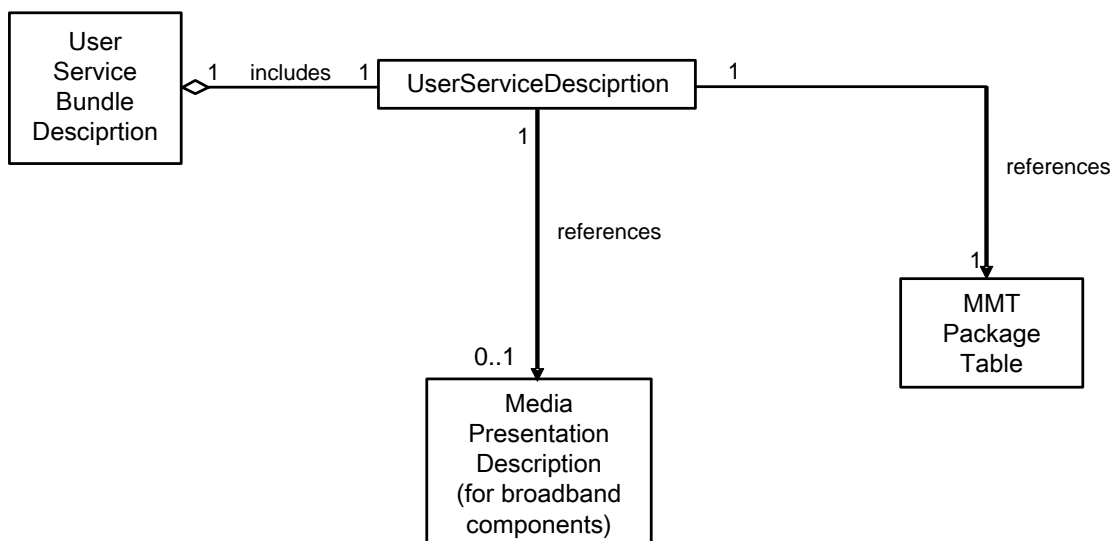 User
Service
Bundle
Desciprtion
1 includes 1
UserServiceDesciprtion
1
1
references
references
1
MMT
Package
Table
0..1
Media
Presentation
Description
(for broadband
components)